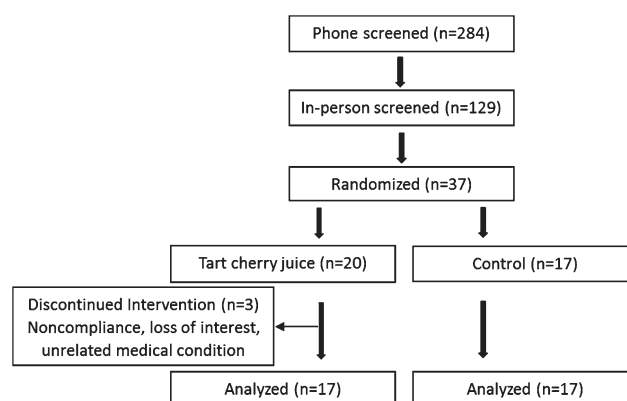 Phone screened (n=284)
In-person screened (n=129)
Randomized (n=37)
Tart cherry juice (n=20)
Control (n=17)
Discontinued Intervention (n=3)
Noncompliance, loss of interest,
unrelated medical condition
Analyzed (n=17)
Analyzed (n=17)